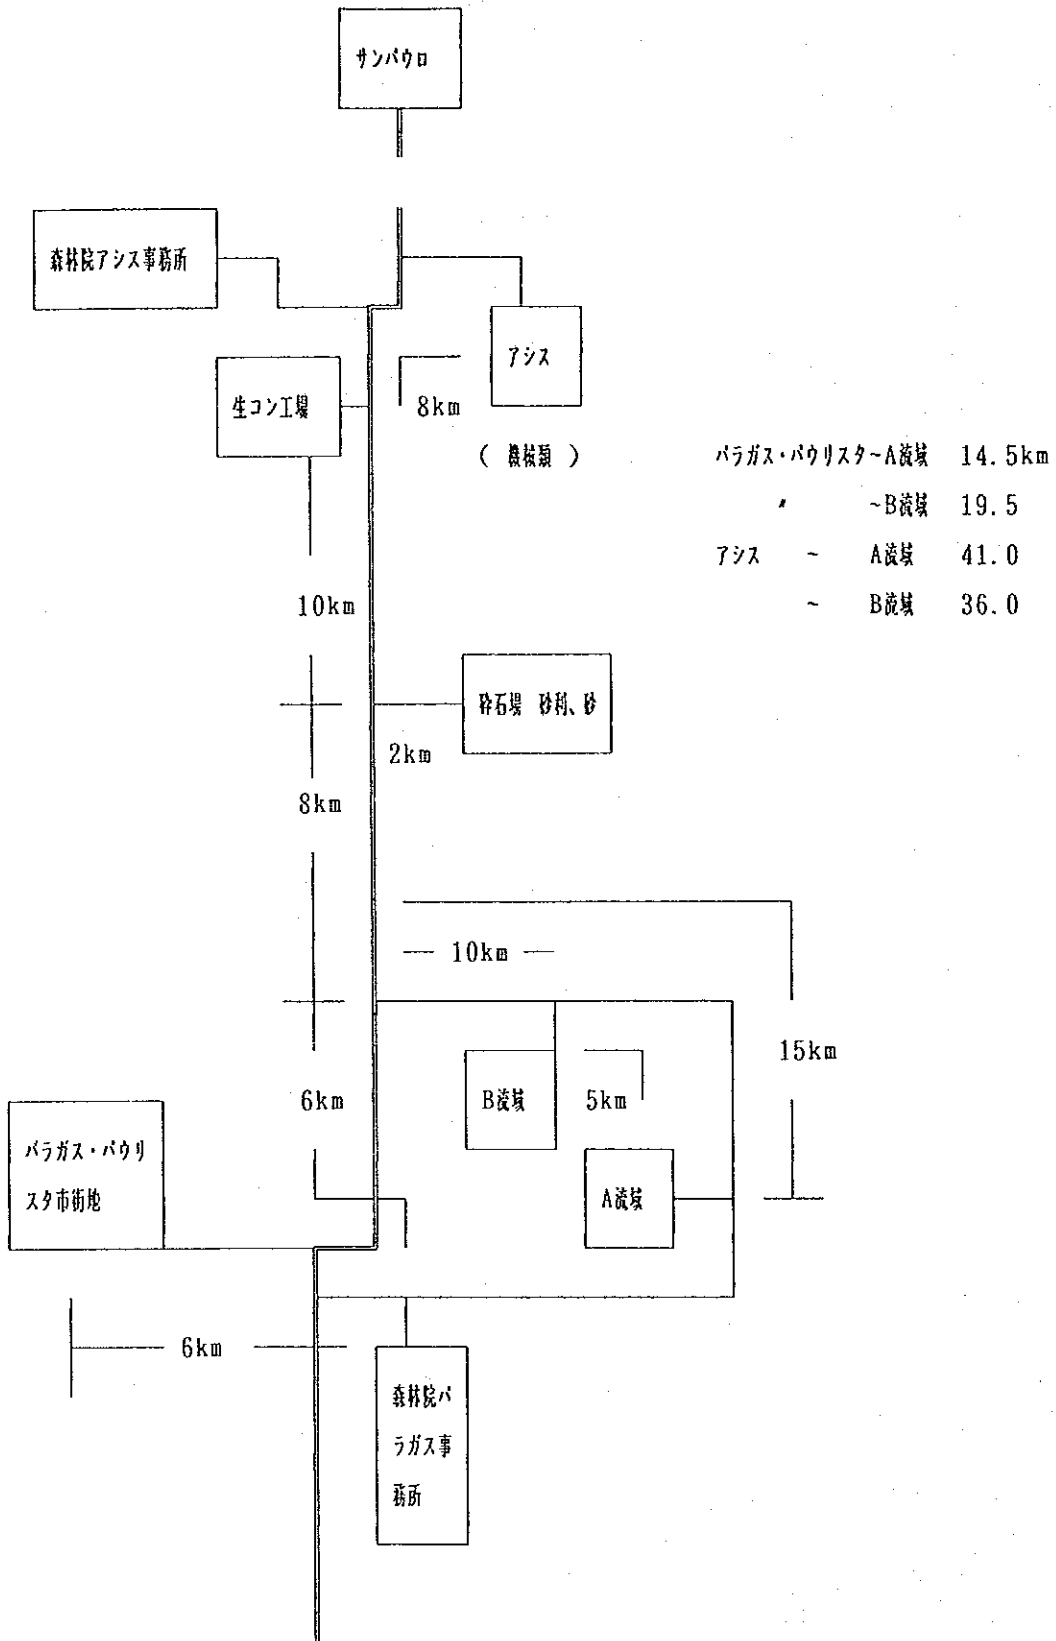 サンパウロ
森林院アシス事務所
アシス
生コン工場
8km
( 機械類 )
パラガス・パウリスタ~A流域 14.5km
〃 ~B流域 19.5
アシス ~ A流域 41.0
~ B流域 36.0
10km
砕石場 砂利、砂
2km
8km
10km
15km
B流域
5km
6km
パラガス・パウリ
スタ市街地
A流域
6km
森林院パ
ラガス事
務所